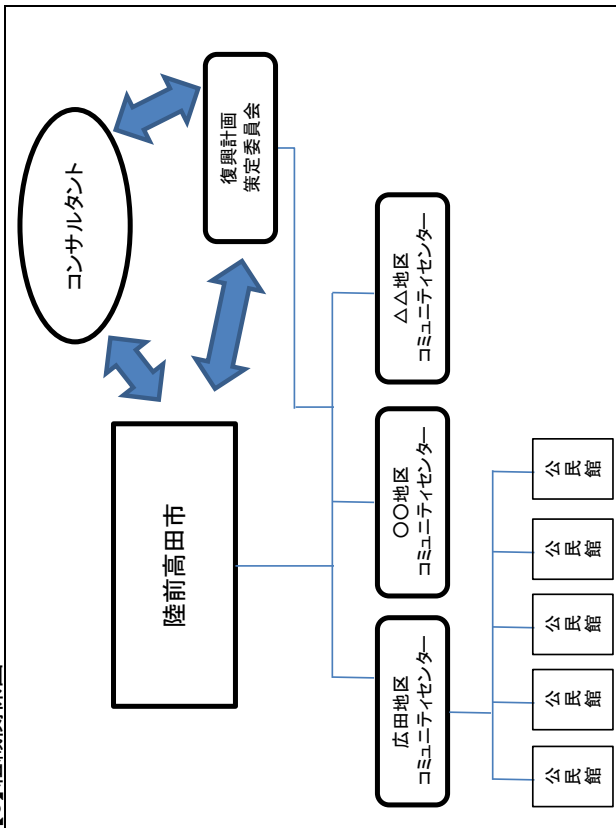 コンサルタント
陸前高田市
復興計画
策定委員会
広田地区
コミュニティセンター
○○地区
コミュニティセンター
△△地区
コミュニティセンター
公民
館
公民
館
公民
館
公民
館
公民
館